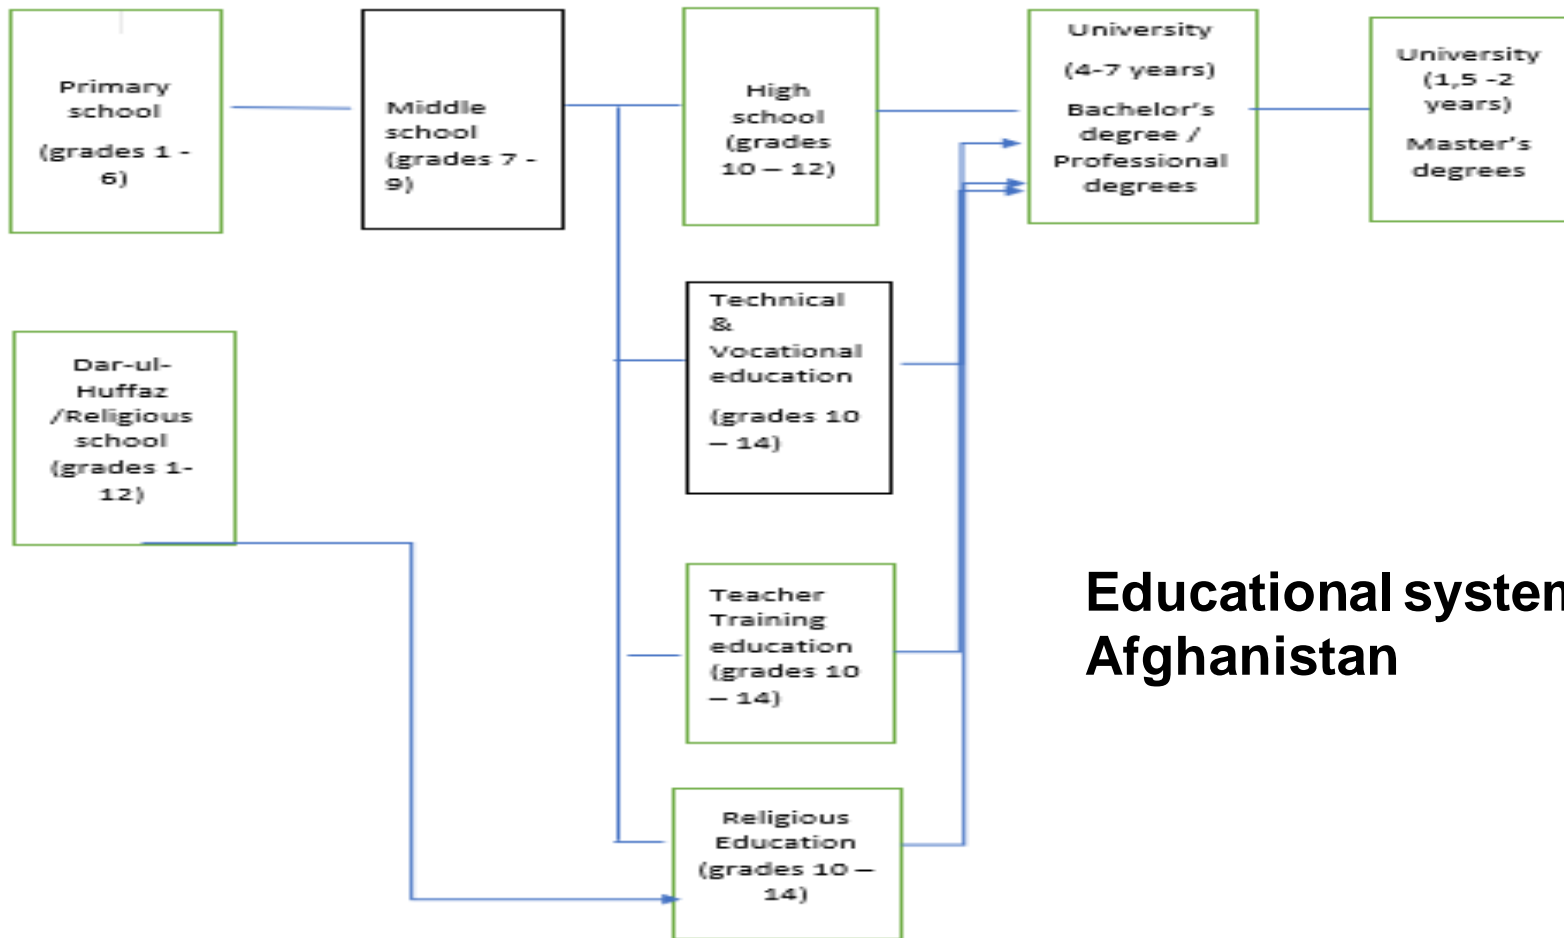 Primary
school
(grades 1 -
6)
Middle
school
(grades 7 -
9)
High
school
(grades
10 – 12)
University
(4-7 years)
Bachelor's
degree /
Professional
degrees
University
(1,5 -2
years)
Master's
degrees
Dar-ul-
Huffaz
/Religious
school
(grades 1-
12)
Technical
&
Vocational
education
(grades 10
– 14)
Teacher
Training
education
(grades 10
– 14)
Religious
Education
(grades 10 –
14)
Educational system
Afghanistan